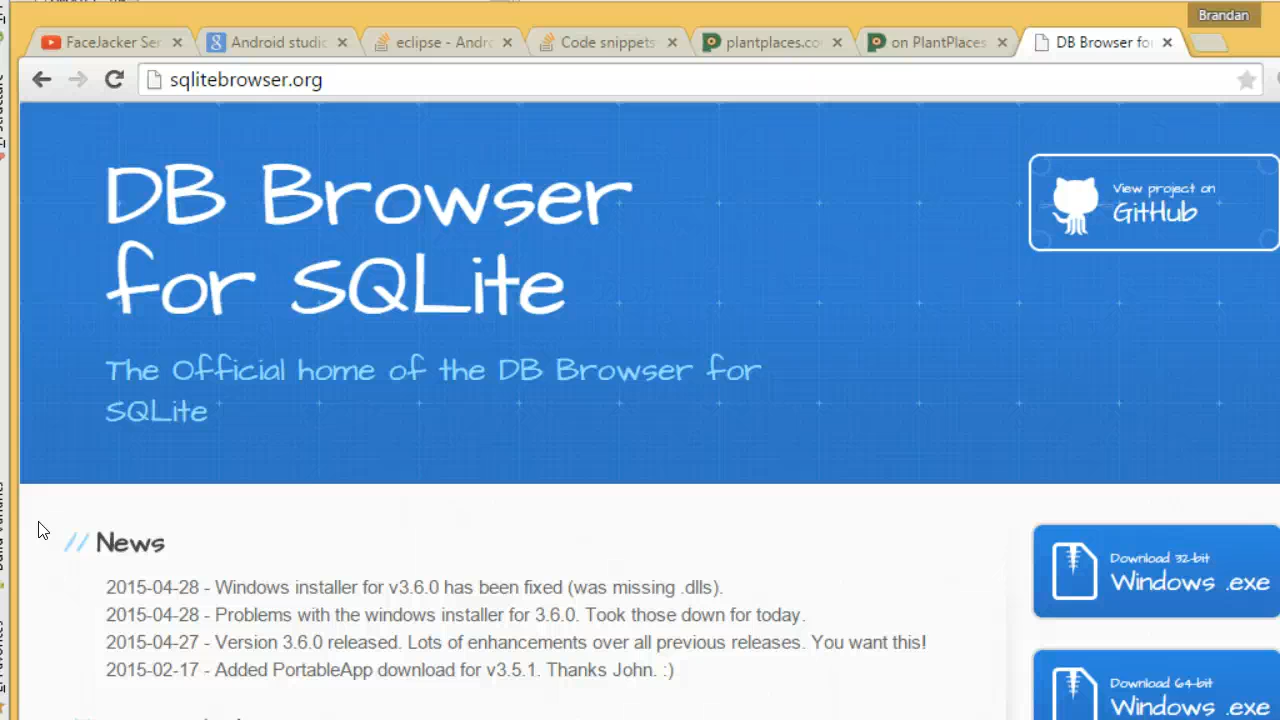 Brandan
FaceJacker Ser
Android studic
eclipse - Andro
Code snippets
plantplaces.co
on PlantPlaces
DB Browser for
sqlitebrowser.org
DB Browser
for SQLite
The Official home of the DB Browser for
SQLite
View project on
GitHub
// News
2015-04-28 - Windows installer for v3.6.0 has been fixed (was missing .dlls).
2015-04-28 - Problems with the windows installer for 3.6.0. Took those down for today.
2015-04-27 - Version 3.6.0 released. Lots of enhancements over all previous releases. You want this!
2015-02-17 - Added PortableApp download for v3.5.1. Thanks John. :)
Download 32-bit
Windows .exe
Download 64-bit
Windows .exe